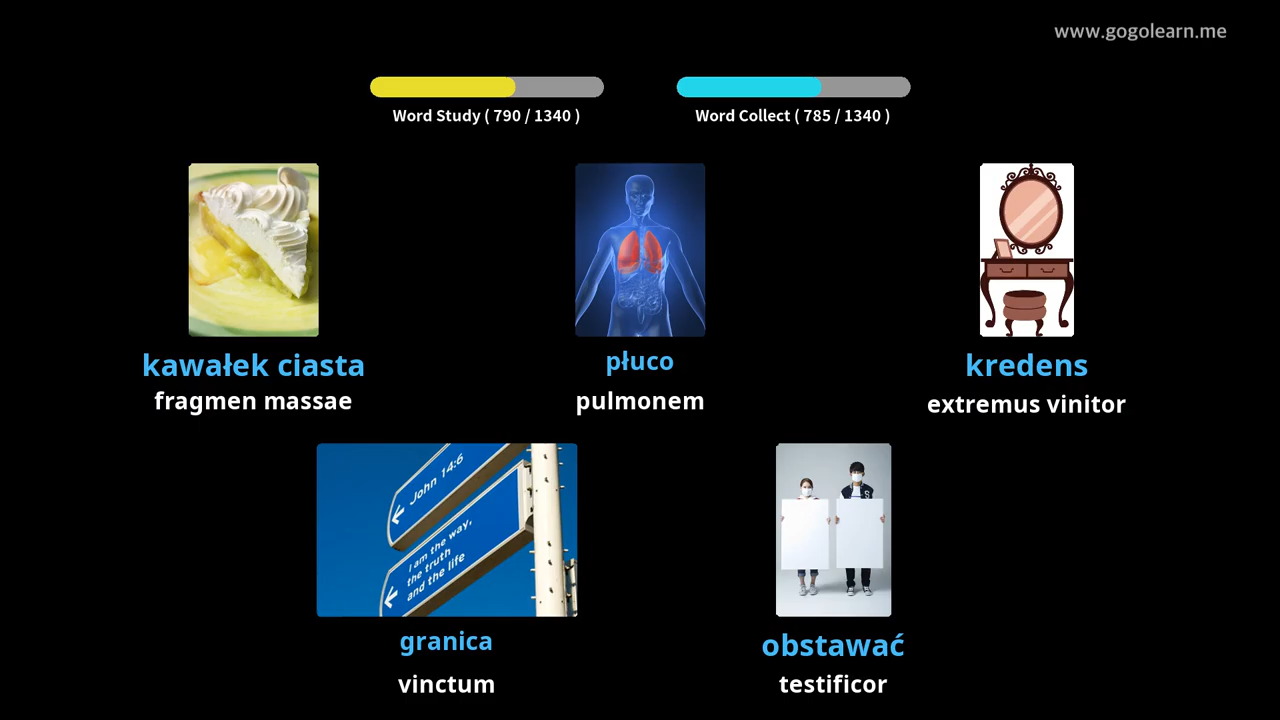 www.gogolearn.me
Word Study ( 790 / 1340 )
Word Collect ( 785 / 1340 )
kawałek ciasta
fragmen massae
płuco
pulmonem
kredens
extremus vinitor
John 14:6
I am the way,
the truth
and the life
granica
vinctum
S
obstawać
testificor